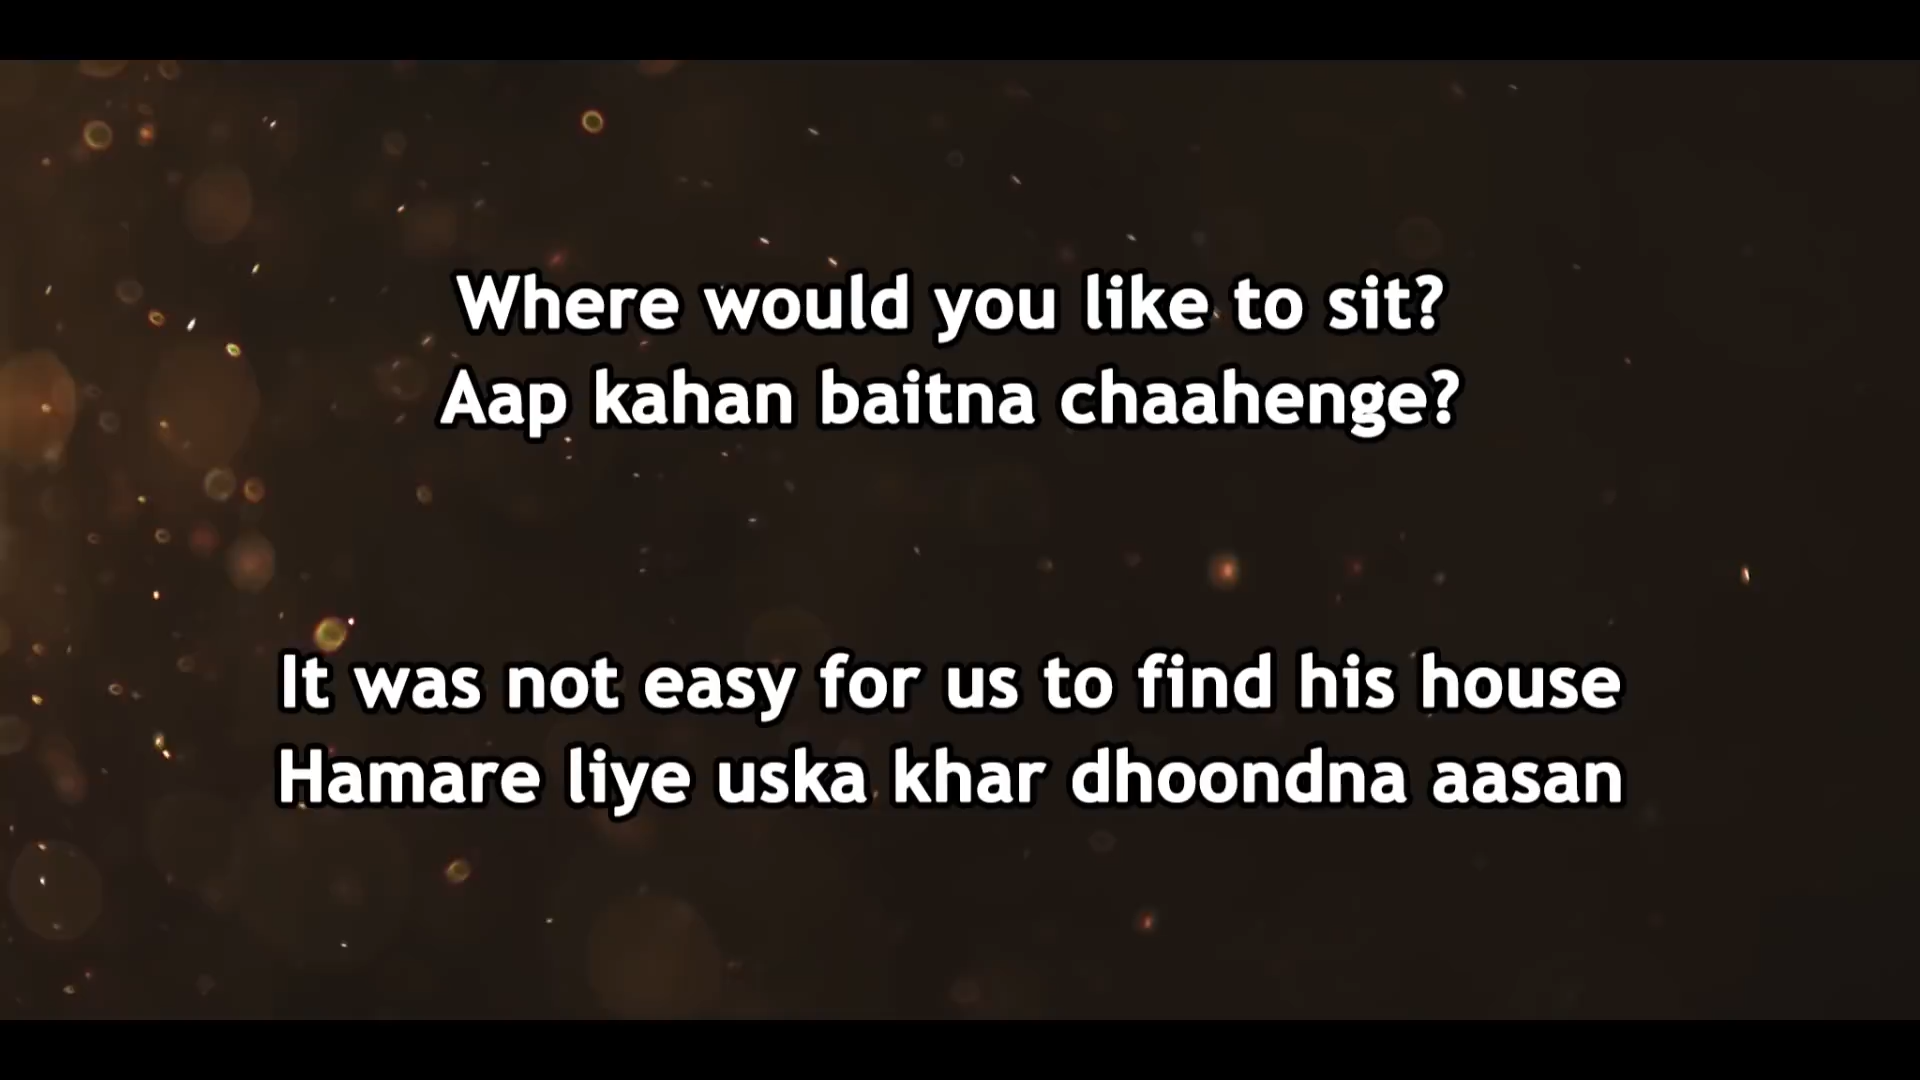 Where would you like to sit?
Aap kahan baitna chaahenge?
It was not easy for us to find his house
Hamare liye uska khar dhoondna aasan